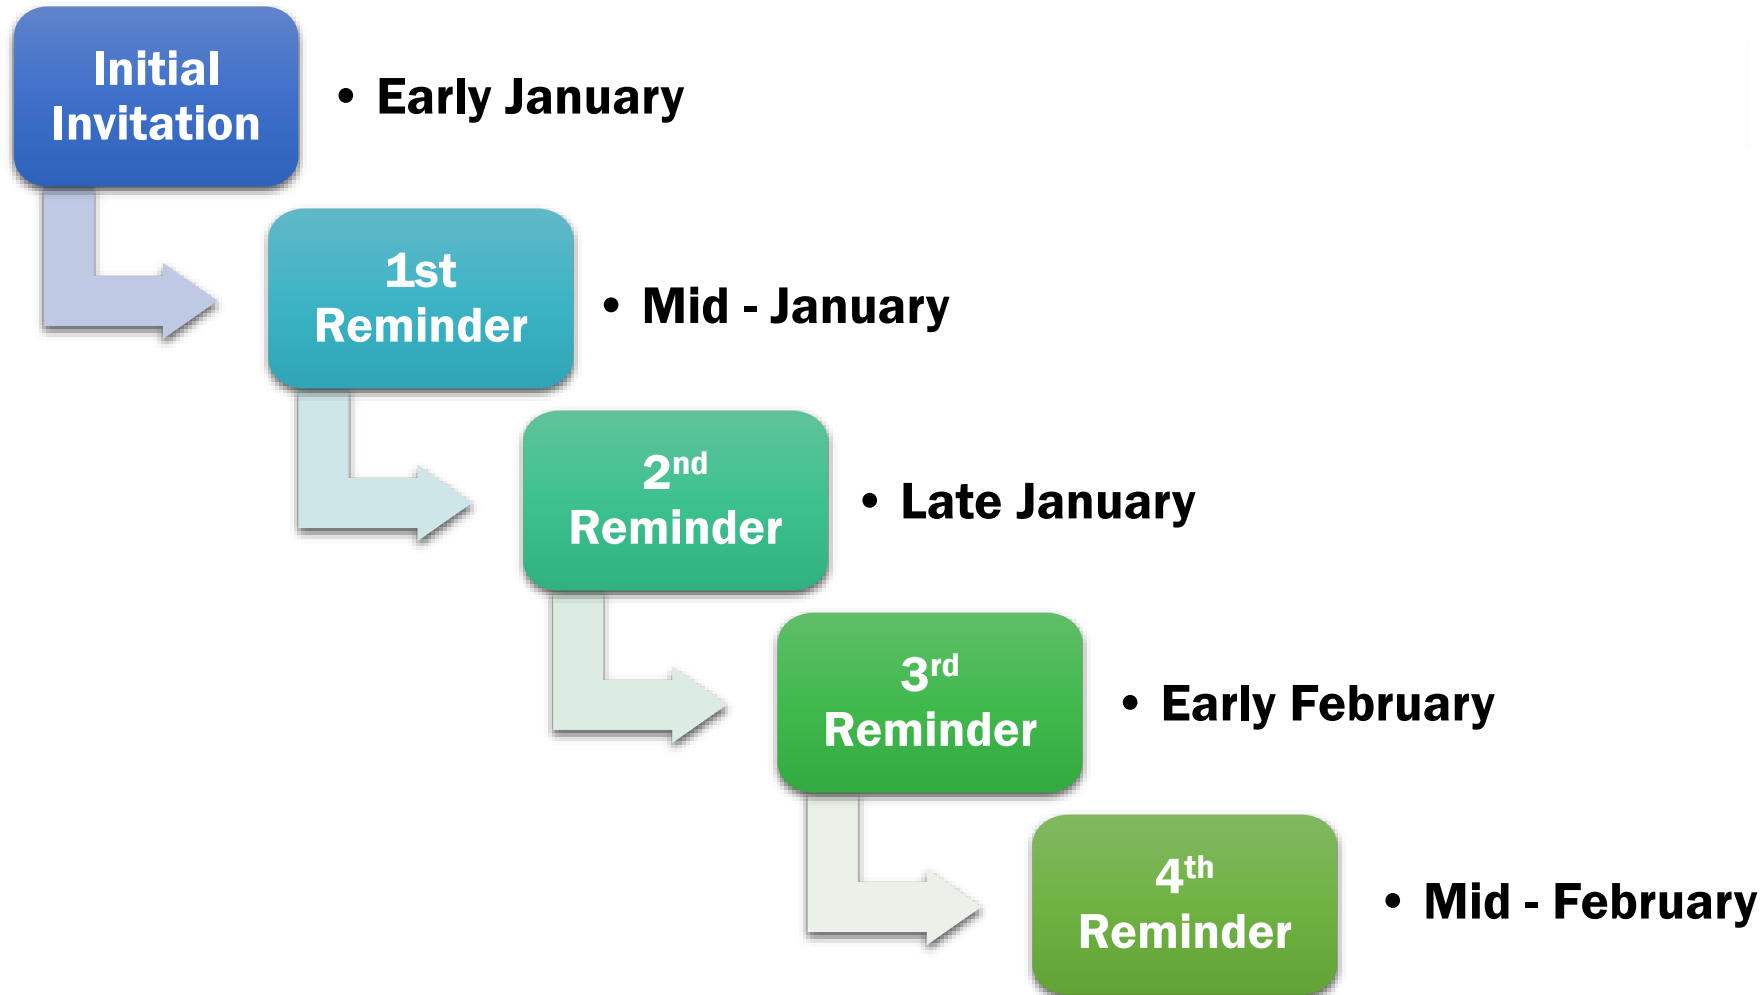 Initial
Invitation
• Early January
1st
Reminder
• Mid - January
2nd
Reminder
• Late January
3rd
Reminder
• Early February
4th
Reminder
• Mid - February